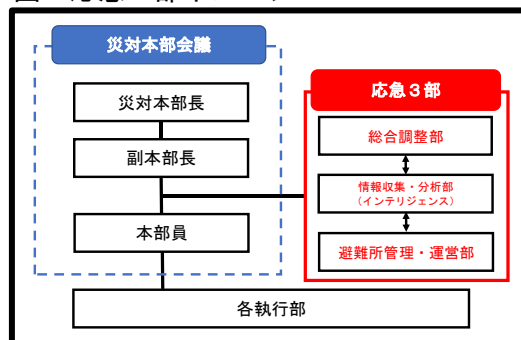 災対本部会議
災対本部長
副本部長
本部員
応急３部
総合調整部
情報収集・分析部
（インテリジェンス）
避難所管理・運営部
各執行部